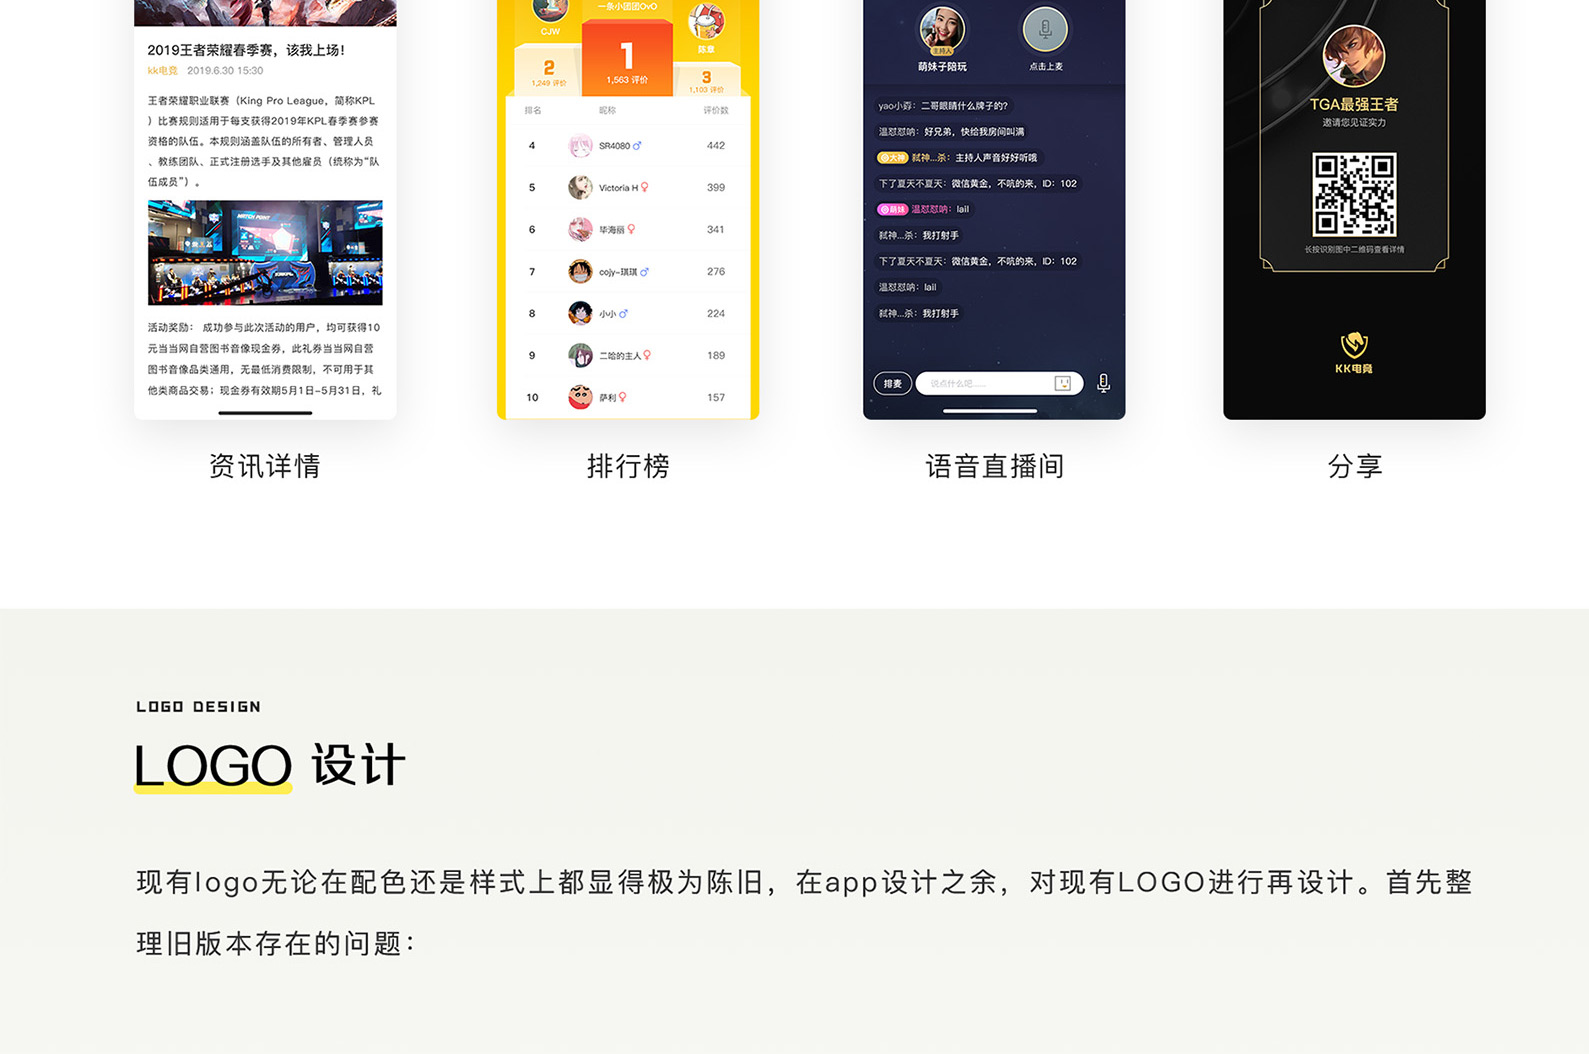 2019王者荣耀春季赛，该我上场！
kk电竞 2019.6.30 15:30
王者荣耀职业联赛（King Pro League，简称KPL
）比赛规则适用于每支获得2019年KPL春季赛参赛
资格的队伍。本规则涵盖队伍的所有者、管理人员
、教练团队、正式注册选手及其他雇员（统称为“队
伍成员”）。
MATCH POINT
活动奖励： 成功参与此次活动的用户，均可获得10
元当当网自营图书音像现金券，此礼券当当网自营
图书音像品类通用，无最低消费限制，不可用于其
他类商品交易；现金券有效期5月1日-5月31日，礼
资讯详情
一条小团团OvO
CJW
陈章
1
1,563 评价
2
1,249 评价
3
1,103 评价
排名 昵称 评价数
4 SR4080 ♂ 442
5 Victoria H ♀ 399
6 毕海丽 ♀ 341
7 cojy-琪琪 ♂ 276
8 小小 ♂ 224
9 二哈的主人 ♀ 189
10 萨利 ♀ 157
排行榜
主持人
萌妹子陪玩
点击上麦
yao小孬：二哥眼睛什么牌子的?
温怼怼呐：好兄弟，快给我房间叫满
大神 弑神...杀：主持人声音好好听哦
下了夏天不夏天：微信黄金，不吭的来，ID：102
萌妹 温怼怼呐：lail
弑神...杀：我打射手
下了夏天不夏天：微信黄金，不吭的来，ID：102
温怼怼呐：lail
弑神...杀：我打射手
排麦 说点什么吧......
语音直播间
TGA最强王者
邀请您见证实力
长按识别图中二维码查看详情
KK电竞
分享
LOGO DESIGN
LOGO 设计
现有logo无论在配色还是样式上都显得极为陈旧，在app设计之余，对现有LOGO进行再设计。首先整
理旧版本存在的问题：